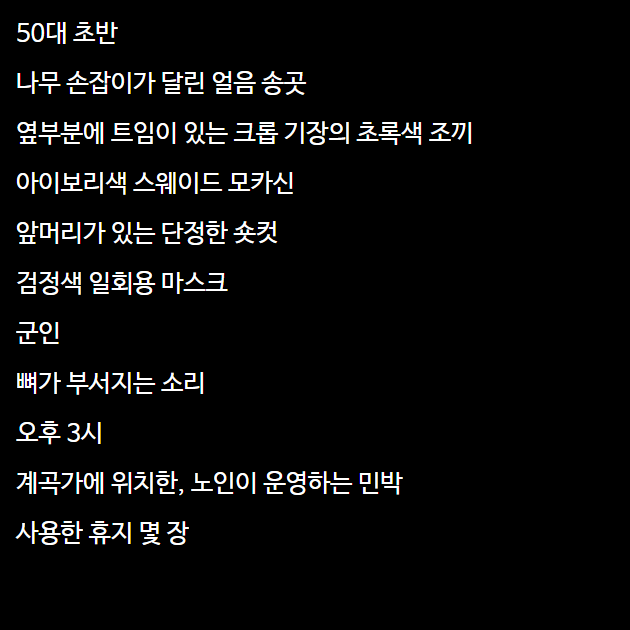 50대 초반
나무 손잡이가 달린 얼음 송곳
옆부분에 트임이 있는 크롭 기장의 초록색 조끼
아이보리색 스웨이드 모카신
앞머리가 있는 단정한 숏컷
검정색 일회용 마스크
군인
뼈가 부서지는 소리
오후 3시
계곡가에 위치한, 노인이 운영하는 민박
사용한 휴지 몇 장